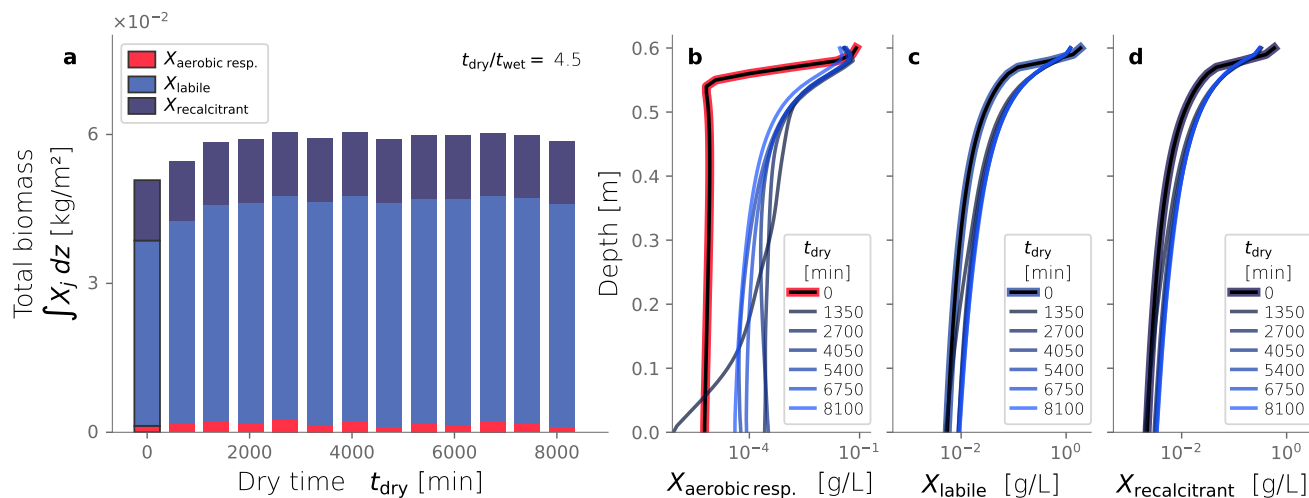 ×10⁻²
a
X_aerobic resp.
X_labile
X_recalcitrant
t_dry/t_wet = 4.5
6
3
0
Total biomass
∫ X_j dz [kg/m²]
0 2000 4000 6000 8000
Dry time t_dry [min]
b
0.6
0.5
0.4
0.3
0.2
0.1
0.0
Depth [m]
t_dry
[min]
0
1350
2700
4050
5400
6750
8100
10⁻⁴ 10⁻¹
X_aerobic resp. [g/L]
c
t_dry
[min]
0
1350
2700
4050
5400
6750
8100
10⁻² 10⁰
X_labile [g/L]
d
t_dry
[min]
0
1350
2700
4050
5400
6750
8100
10⁻² 10⁰
X_recalcitrant [g/L]